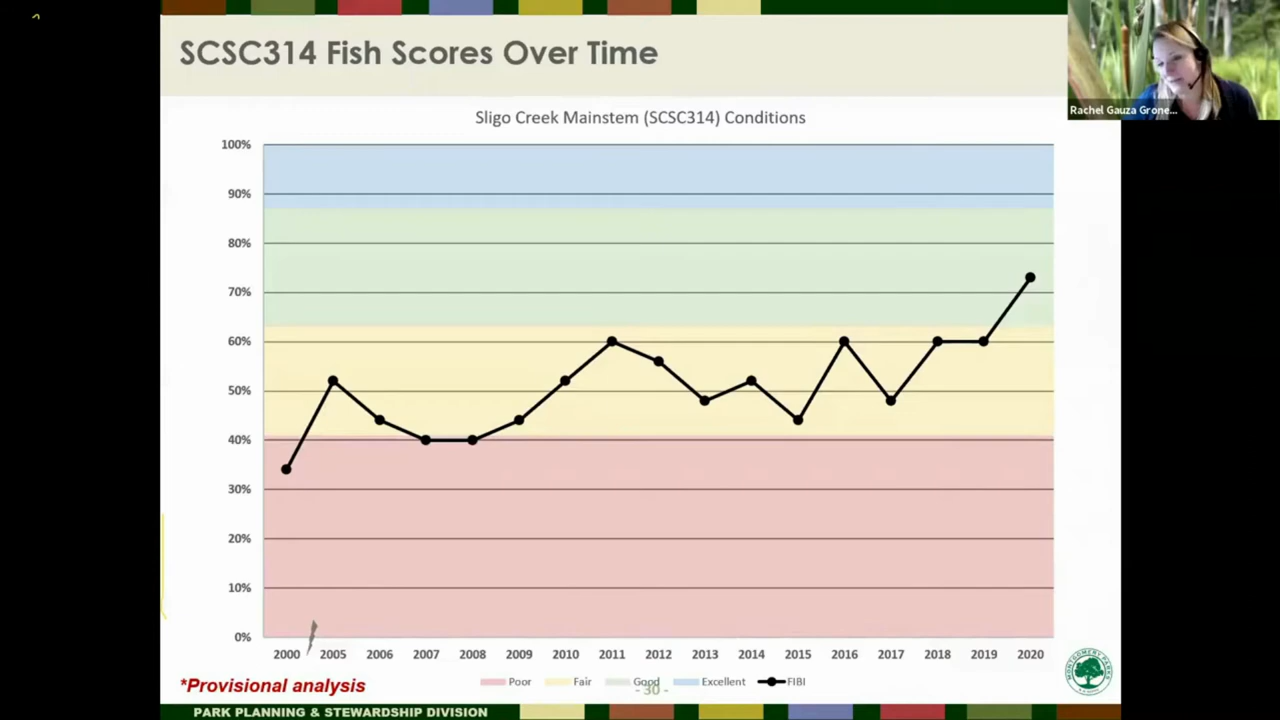 SCSC314 Fish Scores Over Time
Rachel Gauza Grone...
Sligo Creek Mainstem (SCSC314) Conditions
100%
90%
80%
70%
60%
50%
40%
30%
20%
10%
0%
2000 2005 2006 2007 2008 2009 2010 2011 2012 2013 2014 2015 2016 2017 2018 2019 2020
*Provisional analysis
Poor Fair Good Excellent FIBI
- 30 -
MONTGOMERY PARKS
PARK PLANNING & STEWARDSHIP DIVISION